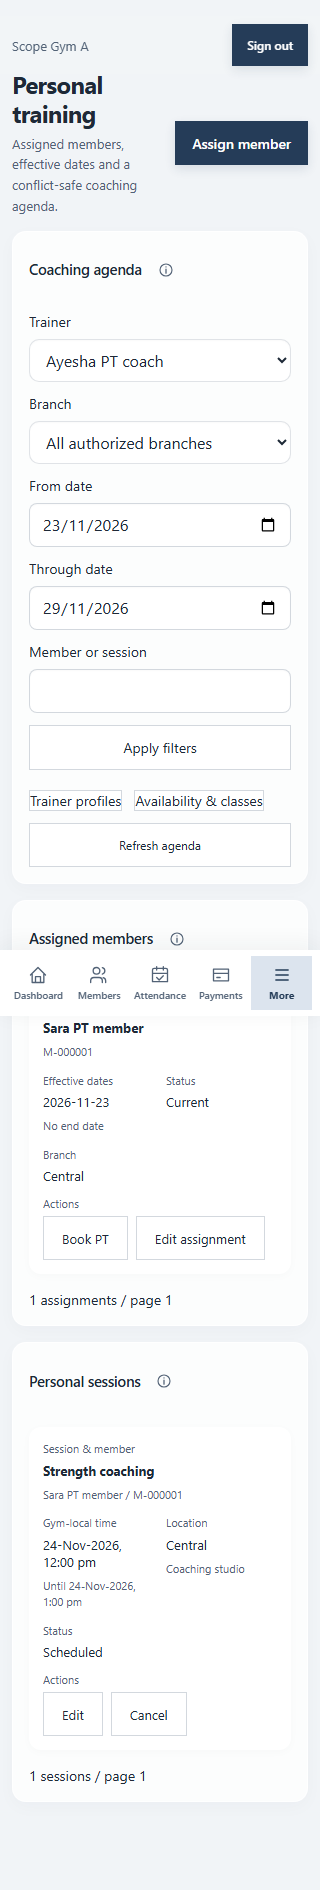 Scope Gym A
Sign out
Personal
training
Assigned members,
effective dates and a
conflict-safe coaching
agenda.
Assign member
Coaching agenda
Trainer
Ayesha PT coach
Branch
All authorized branches
From date
23/11/2026
Through date
29/11/2026
Member or session
Apply filters
Trainer profiles
Availability & classes
Refresh agenda
Assigned members
Dashboard
Members
Attendance
Payments
More
Sara PT member
M-000001
Effective dates
2026-11-23
No end date
Status
Current
Branch
Central
Actions
Book PT
Edit assignment
1 assignments / page 1
Personal sessions
Session & member
Strength coaching
Sara PT member / M-000001
Gym-local time
24-Nov-2026,
12:00 pm
Until 24-Nov-2026,
1:00 pm
Location
Central
Coaching studio
Status
Scheduled
Actions
Edit
Cancel
1 sessions / page 1